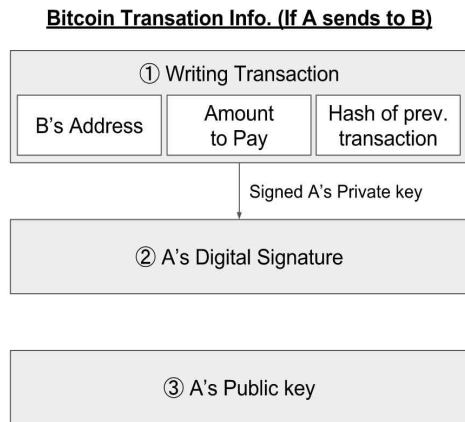 Bitcoin Transation Info. (If A sends to B)
① Writing Transaction
B's Address
Amount
to Pay
Hash of prev.
transaction
Signed A's Private key
② A's Digital Signature
③ A's Public key